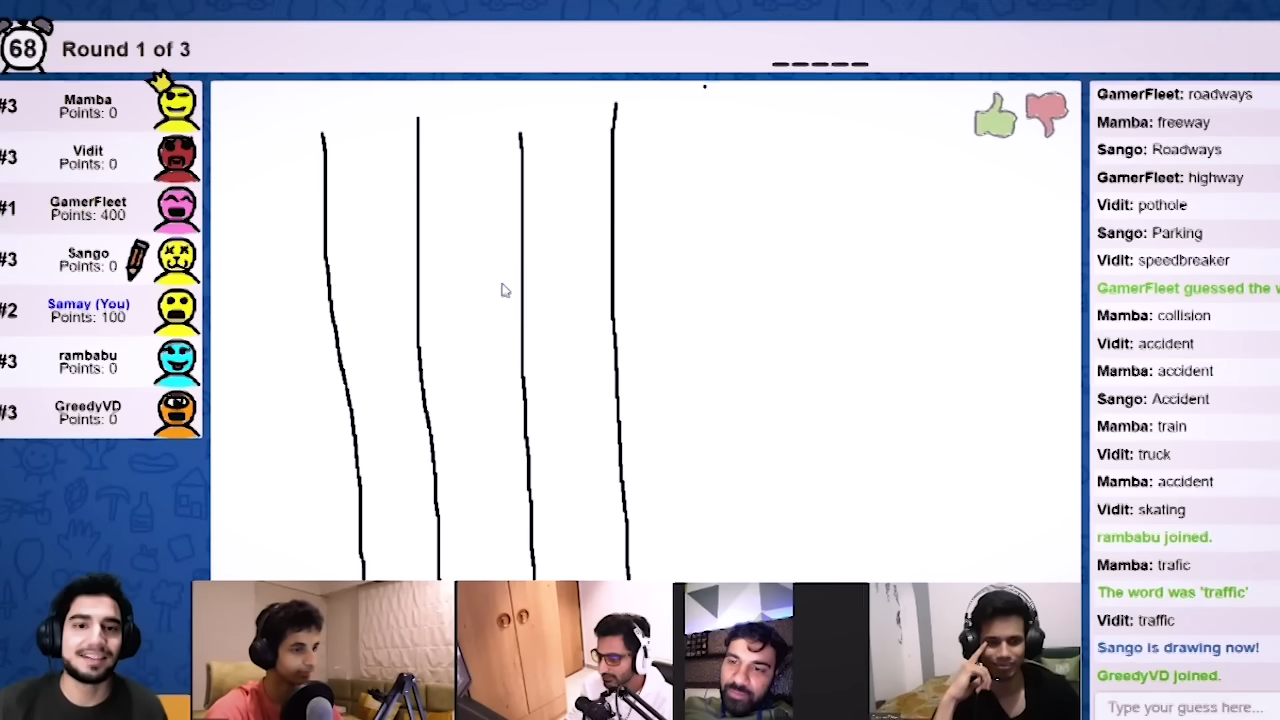 68
Round 1 of 3
_____
#3
Mamba
Points: 0
#3
Vidit
Points: 0
#1
GamerFleet
Points: 400
#3
Sango
Points: 0
#2
Samay (You)
Points: 100
#3
rambabu
Points: 0
#3
GreedyVD
Points: 0
GamerFleet: roadways
Mamba: freeway
Sango: Roadways
GamerFleet: highway
Vidit: pothole
Sango: Parking
Vidit: speedbreaker
GamerFleet guessed the
Mamba: collision
Vidit: accident
Mamba: accident
Sango: Accident
Mamba: train
Vidit: truck
Mamba: accident
Vidit: skating
rambabu joined.
Mamba: trafic
The word was 'traffic'
Vidit: traffic
Sango is drawing now!
GreedyVD joined.
Type your guess here...